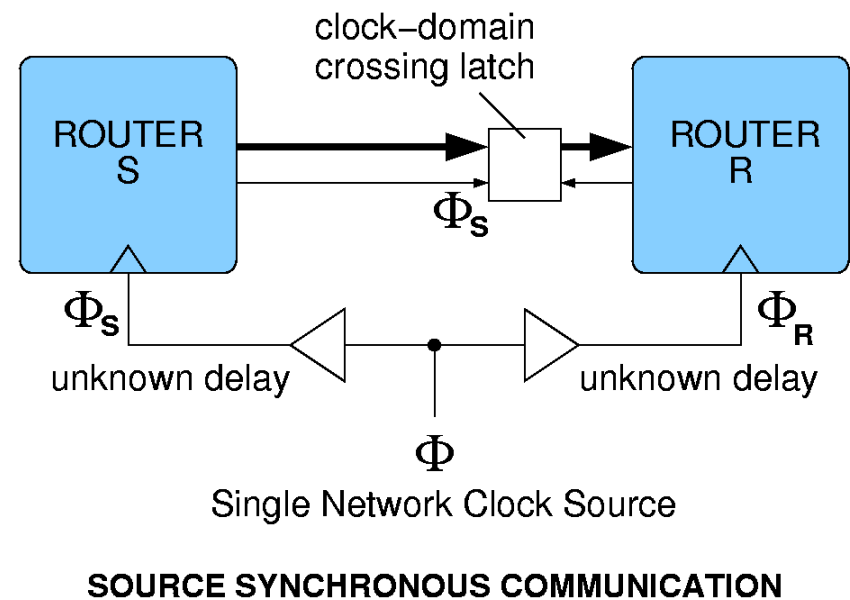 clock-domain
crossing latch
ROUTER
S
ROUTER
R
ΦS
ΦS
ΦR
unknown delay
unknown delay
Φ
Single Network Clock Source
SOURCE SYNCHRONOUS COMMUNICATION